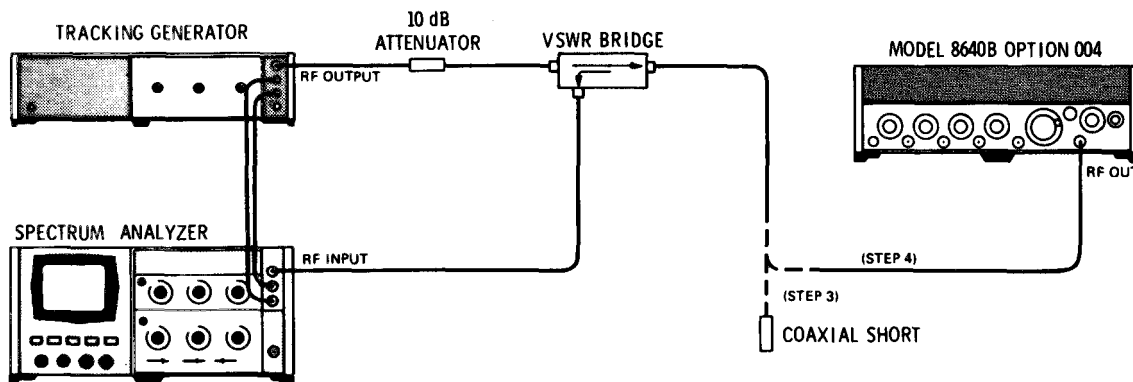 TRACKING GENERATOR
10 dB
ATTENUATOR
VSWR BRIDGE
MODEL 8640B OPTION 004
RF OUTPUT
RF OUT
SPECTRUM ANALYZER
RF INPUT
(STEP 4)
(STEP 3)
COAXIAL SHORT